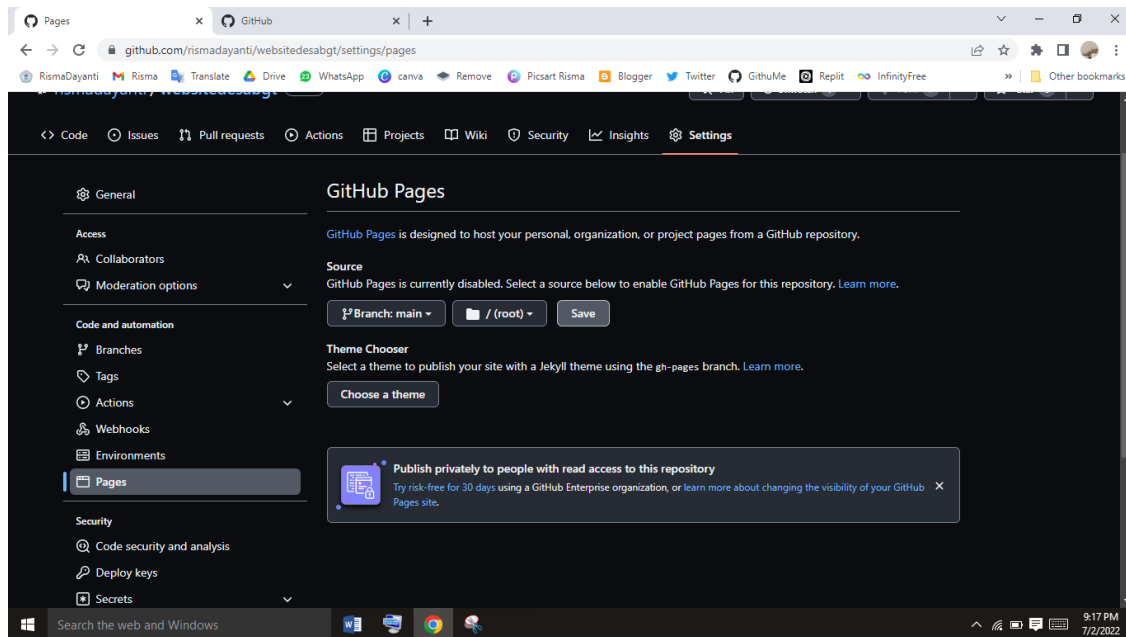 Pages
GitHub
github.com/rismadayanti/websitedesabgt/settings/pages
RismaDayanti Risma Translate Drive WhatsApp canva Remove Picsart Risma Blogger Twitter GithuMe Replit InfinityFree » Other bookmarks
rismadayanti / websitedesabgt
Code Issues Pull requests Actions Projects Wiki Security Insights Settings
General
Access
Collaborators
Moderation options
Code and automation
Branches
Tags
Actions
Webhooks
Environments
Pages
Security
Code security and analysis
Deploy keys
Secrets
GitHub Pages
GitHub Pages is designed to host your personal, organization, or project pages from a GitHub repository.
Source
GitHub Pages is currently disabled. Select a source below to enable GitHub Pages for this repository. Learn more.
Branch: main / (root) Save
Theme Chooser
Select a theme to publish your site with a Jekyll theme using the gh-pages branch. Learn more.
Choose a theme
Publish privately to people with read access to this repository
Try risk-free for 30 days using a GitHub Enterprise organization, or learn more about changing the visibility of your GitHub
Pages site.
Search the web and Windows
9:17 PM
7/2/2022